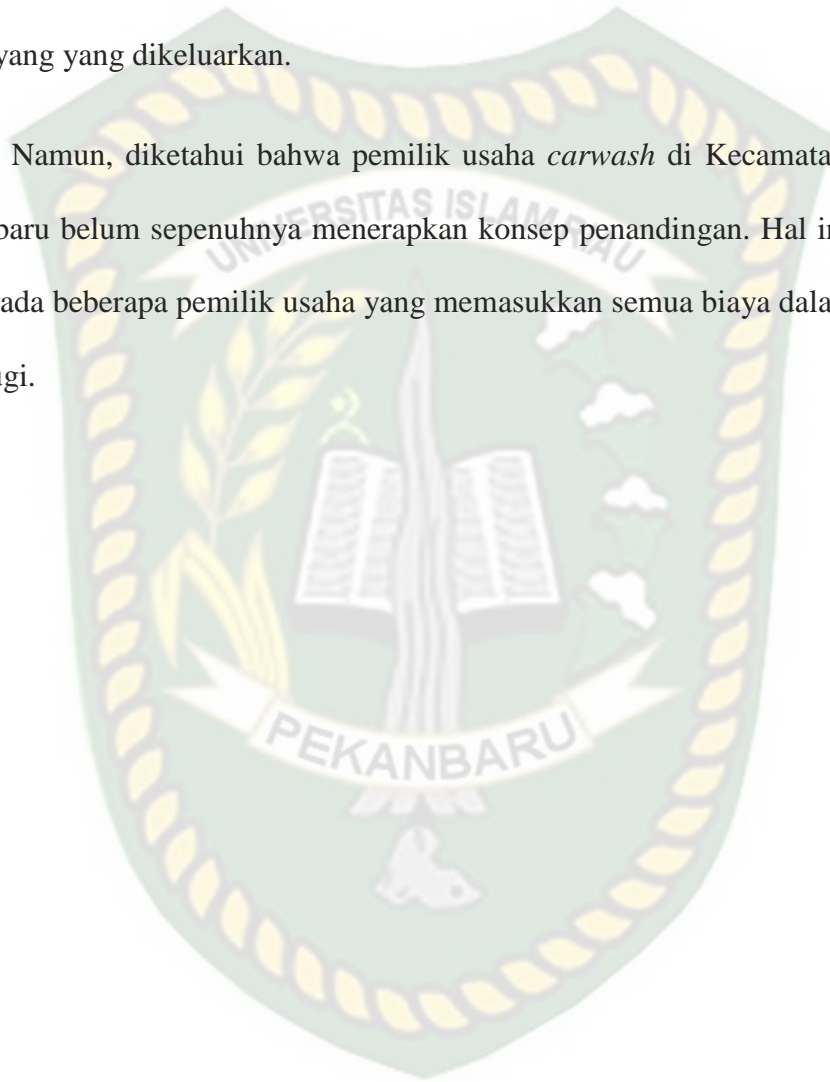 yang yang dikeluarkan.
Namun, diketahui bahwa pemilik usaha carwash di Kecamata
baru belum sepenuhnya menerapkan konsep penandingan. Hal in
ada beberapa pemilik usaha yang memasukkan semua biaya dala
ugi.
UNIVERSITAS ISLAM RIAU
PEKANBARU